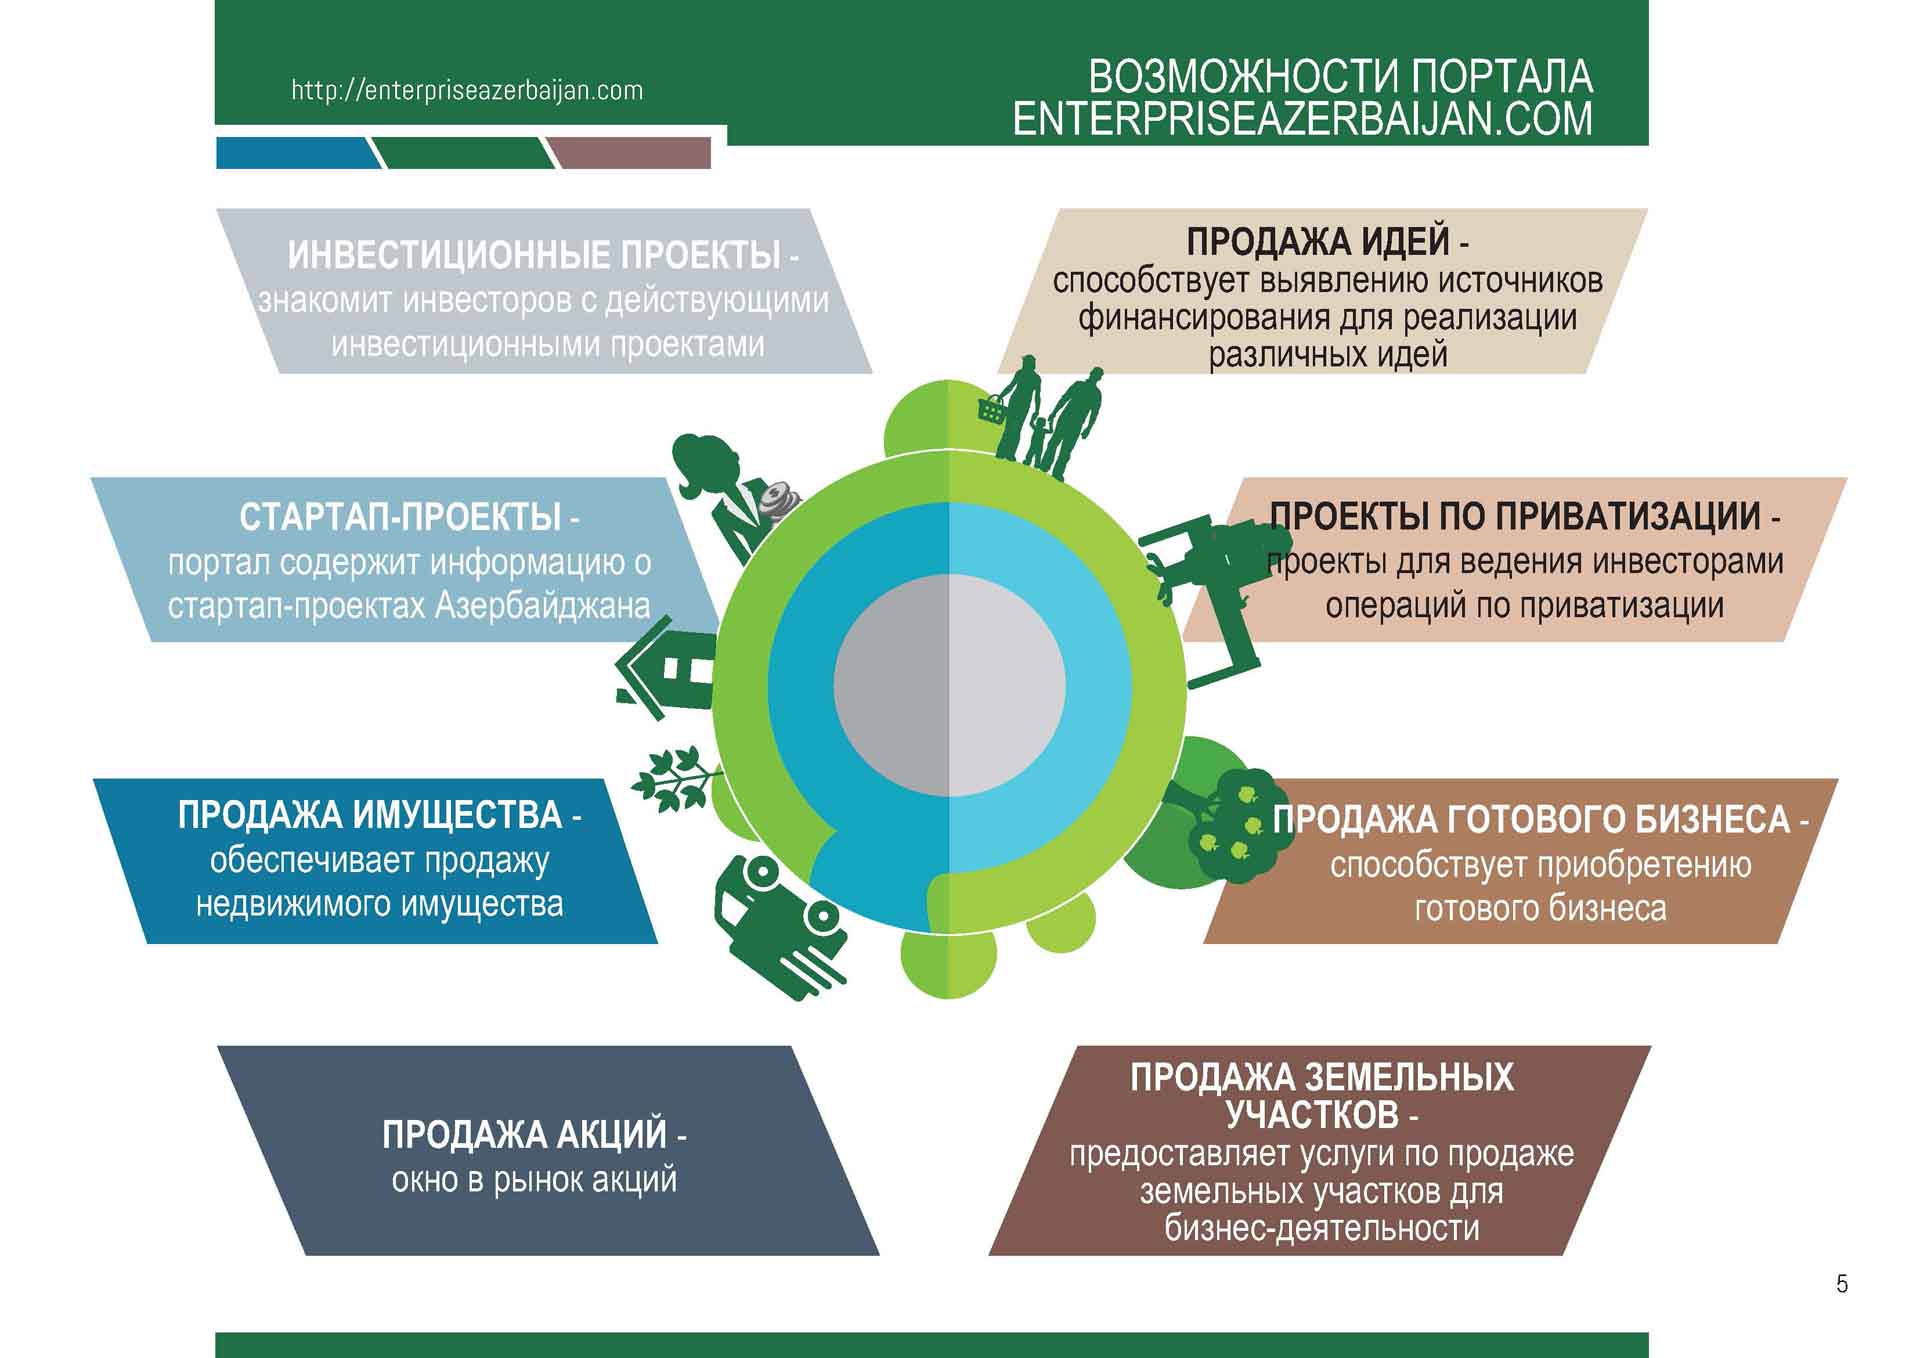 http://enterpriseazerbaijan.com
ВОЗМОЖНОСТИ ПОРТАЛА
ENTERPRISEAZERBAIJAN.COM
ИНВЕСТИЦИОННЫЕ ПРОЕКТЫ -
знакомит инвесторов с действующими
инвестиционными проектами
ПРОДАЖА ИДЕЙ -
способствует выявлению источников
финансирования для реализации
различных идей
СТАРТАП-ПРОЕКТЫ -
портал содержит информацию о
стартап-проектах Азербайджана
ПРОЕКТЫ ПО ПРИВАТИЗАЦИИ -
проекты для ведения инвесторами
операций по приватизации
ПРОДАЖА ИМУЩЕСТВА -
обеспечивает продажу
недвижимого имущества
ПРОДАЖА ГОТОВОГО БИЗНЕСА -
способствует приобретению
готового бизнеса
ПРОДАЖА АКЦИЙ -
окно в рынок акций
ПРОДАЖА ЗЕМЕЛЬНЫХ
УЧАСТКОВ -
предоставляет услуги по продаже
земельных участков для
бизнес-деятельности
5